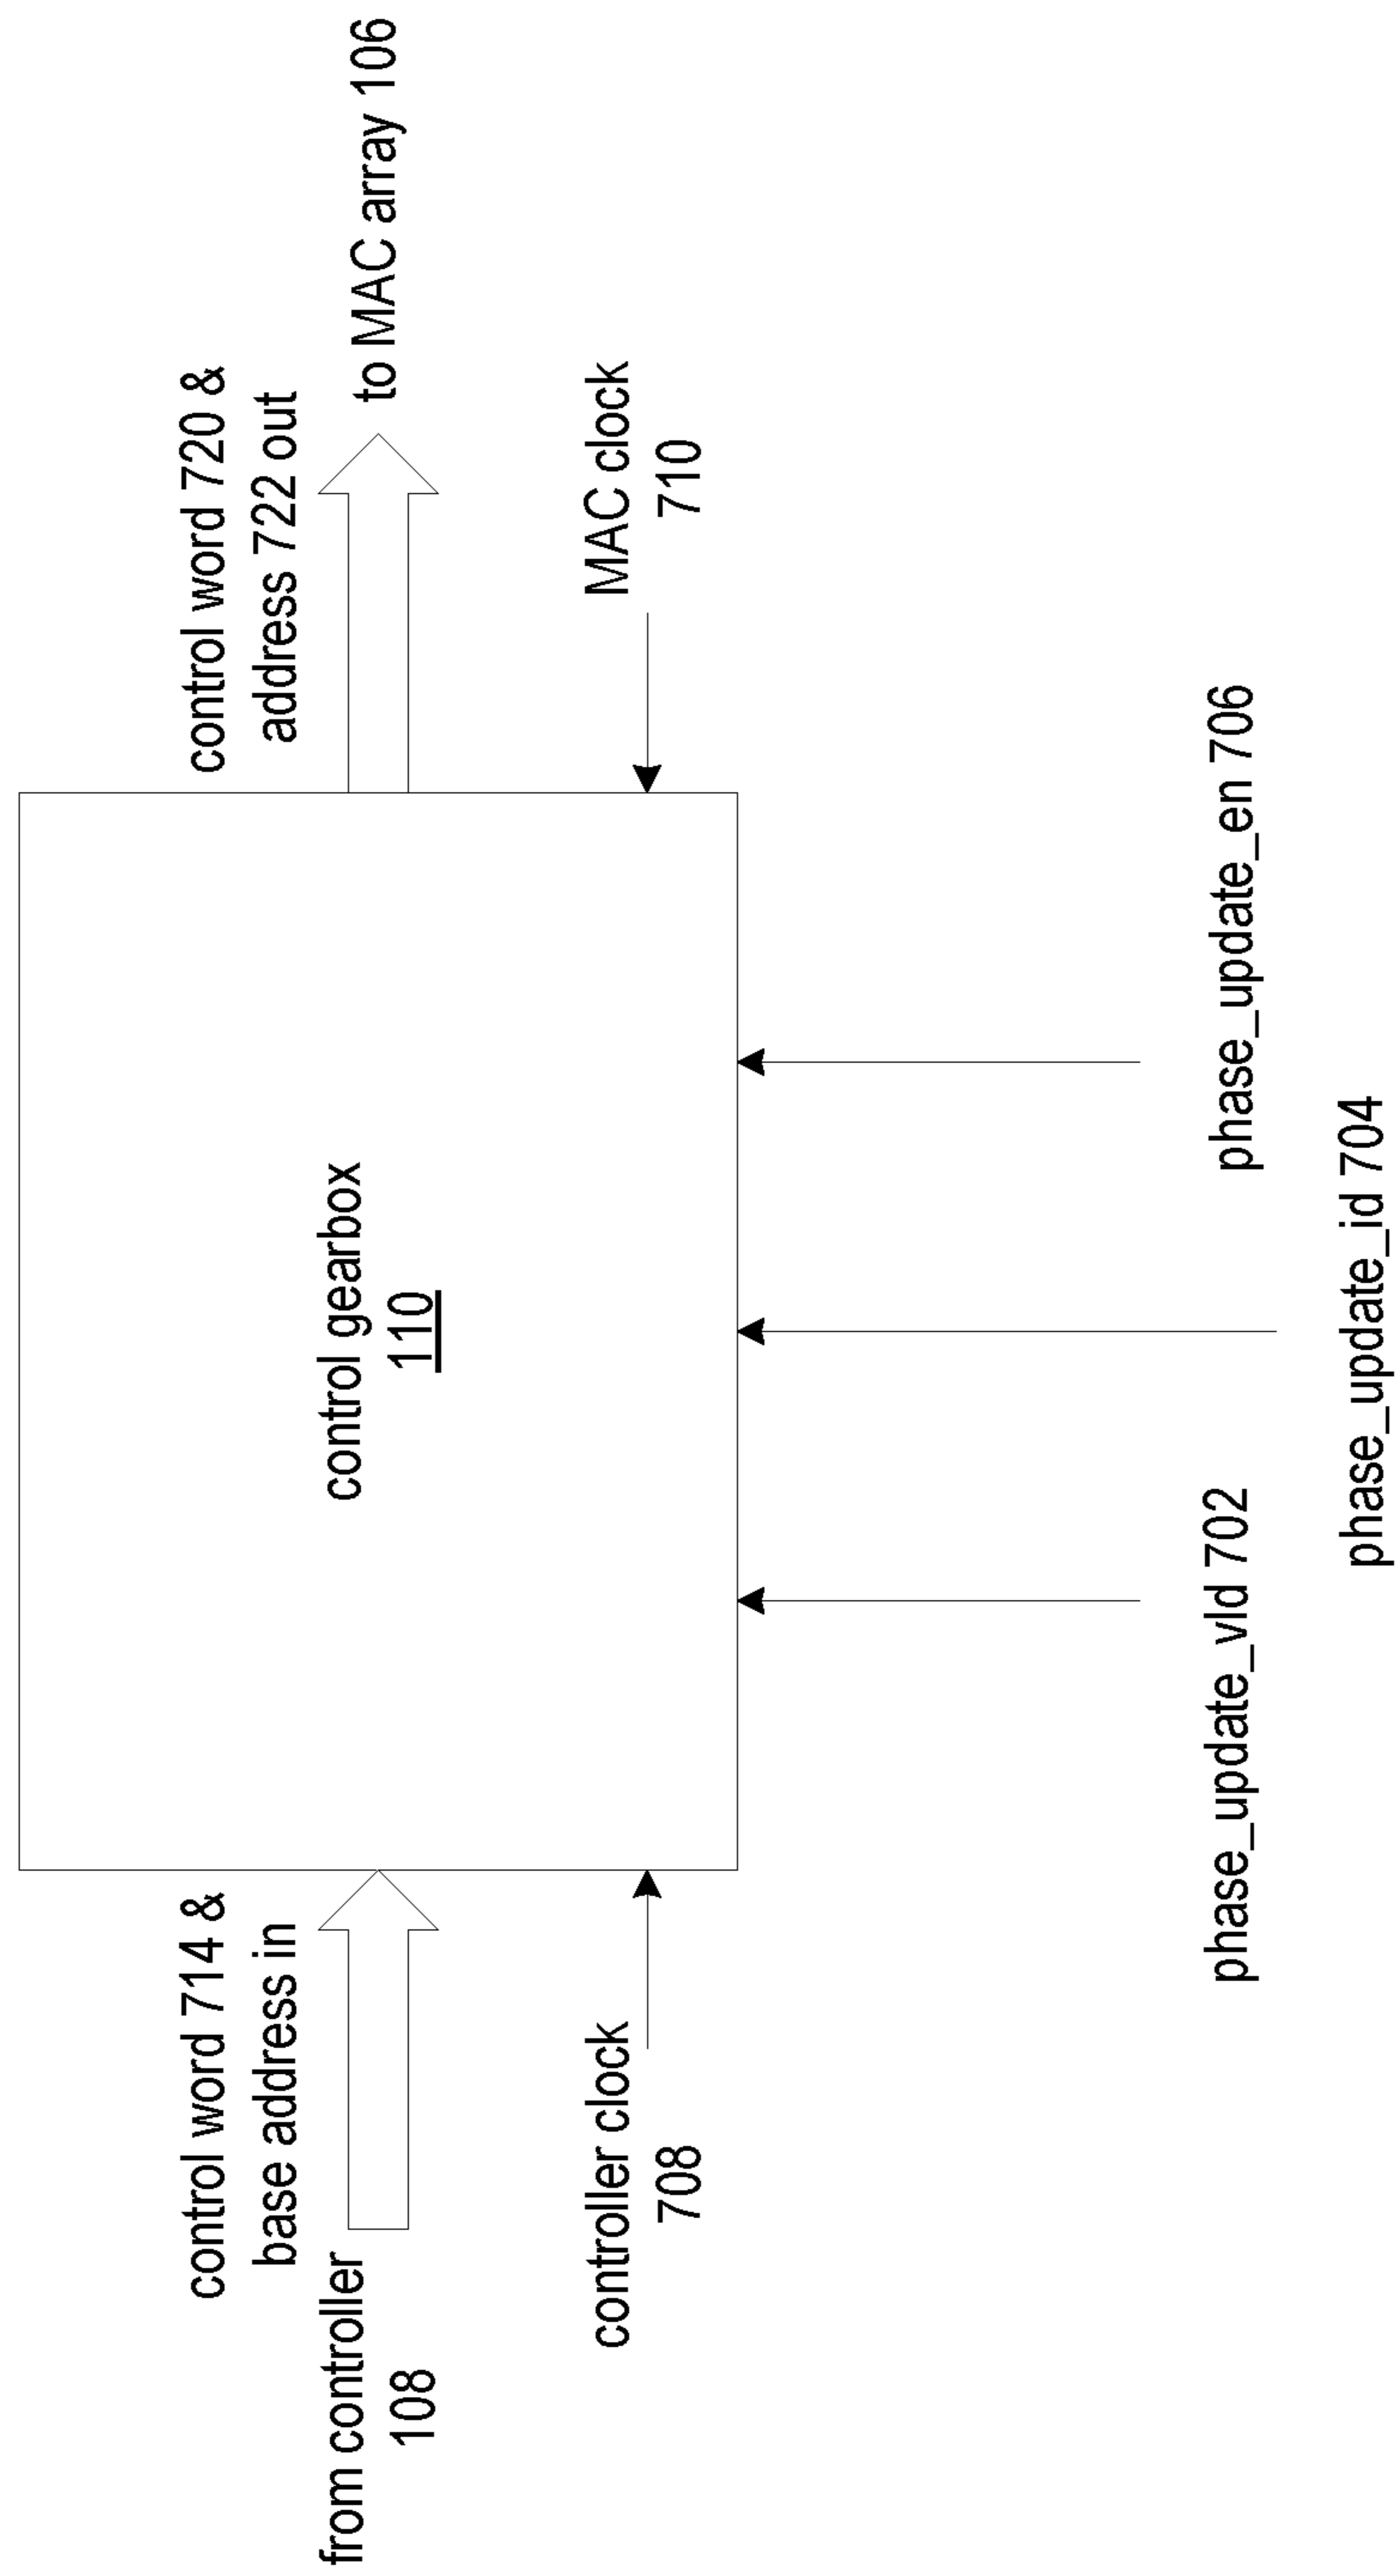 control word 714 &
base address in
from controller
108
controller clock
708
control gearbox
110
control word 720 &
address 722 out
to MAC array 106
MAC clock
710
phase_update_vld 702
phase_update_id 704
phase_update_en 706